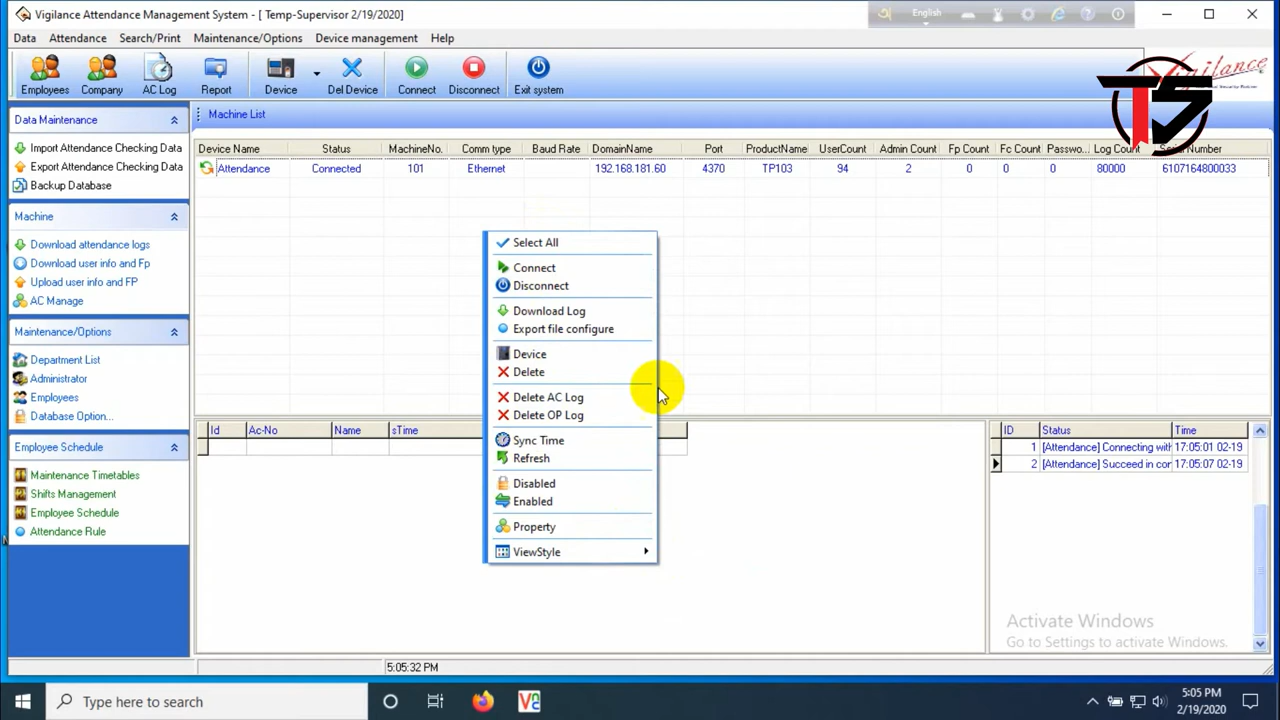 Vigilance Attendance Management System - [ Temp-Supervisor 2/19/2020]
English
Data Attendance Search/Print Maintenance/Options Device management Help
Employees Company AC Log Report Device Del Device Connect Disconnect Exit system
Vigilance
TS
Data Maintenance
Import Attendance Checking Data
Export Attendance Checking Data
Backup Database
Machine
Download attendance logs
Download user info and Fp
Upload user info and FP
AC Manage
Maintenance/Options
Department List
Administrator
Employees
Database Option...
Employee Schedule
Maintenance Timetables
Shifts Management
Employee Schedule
Attendance Rule
Machine List
Device Name Status MachineNo. Comm type Baud Rate DomainName Port ProductName UserCount Admin Count Fp Count Fc Count Passwo... Log Count Serial Number
Attendance Connected 101 Ethernet 192.168.181.60 4370 TP103 94 2 0 0 0 80000 6107164800033
Select All
Connect
Disconnect
Download Log
Export file configure
Device
Delete
Delete AC Log
Delete OP Log
Sync Time
Refresh
Disabled
Enabled
Property
ViewStyle
Id Ac-No Name sTime
ID Status Time
1 [Attendance] Connecting with 17:05:01 02-19
2 [Attendance] Succeed in con 17:05:07 02-19
Activate Windows
Go to Settings to activate Windows.
5:05:32 PM
Type here to search
5:05 PM
2/19/2020